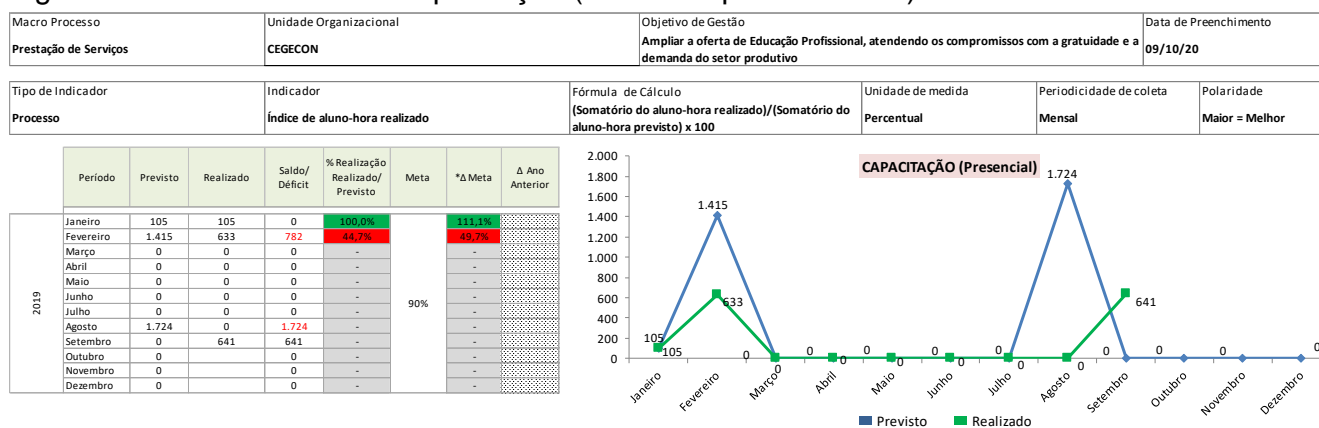 Macro Processo
Unidade Organizacional
Objetivo de Gestão
Data de Preenchimento
Prestação de Serviços
CEGECON
Ampliar a oferta de Educação Profissional, atendendo os compromissos com a gratuidade e a
demanda do setor produtivo
09/10/20
Tipo de Indicador
Indicador
Fórmula de Cálculo
Unidade de medida
Periodicidade de coleta
Polaridade
Processo
Índice de aluno-hora realizado
(Somatório do aluno-hora realizado)/(Somatório do
aluno-hora previsto) x 100
Percentual
Mensal
Maior = Melhor
Período Previsto Realizado Saldo/ Déficit % Realização Realizado/ Previsto Meta *Δ Meta Δ Ano Anterior
2019
90%
Janeiro 105 105 0 100,0% 111,1%
Fevereiro 1.415 633 782 44,7% 49,7%
Março 0 0 0 - -
Abril 0 0 0 - -
Maio 0 0 0 - -
Junho 0 0 0 - -
Julho 0 0 0 - -
Agosto 1.724 0 1.724 - -
Setembro 0 641 641 - -
Outubro 0 0 - -
Novembro 0 0 - -
Dezembro 0 0 - -
CAPACITAÇÃO (Presencial)
2.000
1.800
1.600
1.400
1.200
1.000
800
600
400
200
0
105 1.415 0 0 0 0 0 1.724 0 0 0 0
105 633 0 0 0 0 0 0 641
Janeiro Fevereiro Março Abril Maio Junho Julho Agosto Setembro Outubro Novembro Dezembro
Previsto Realizado